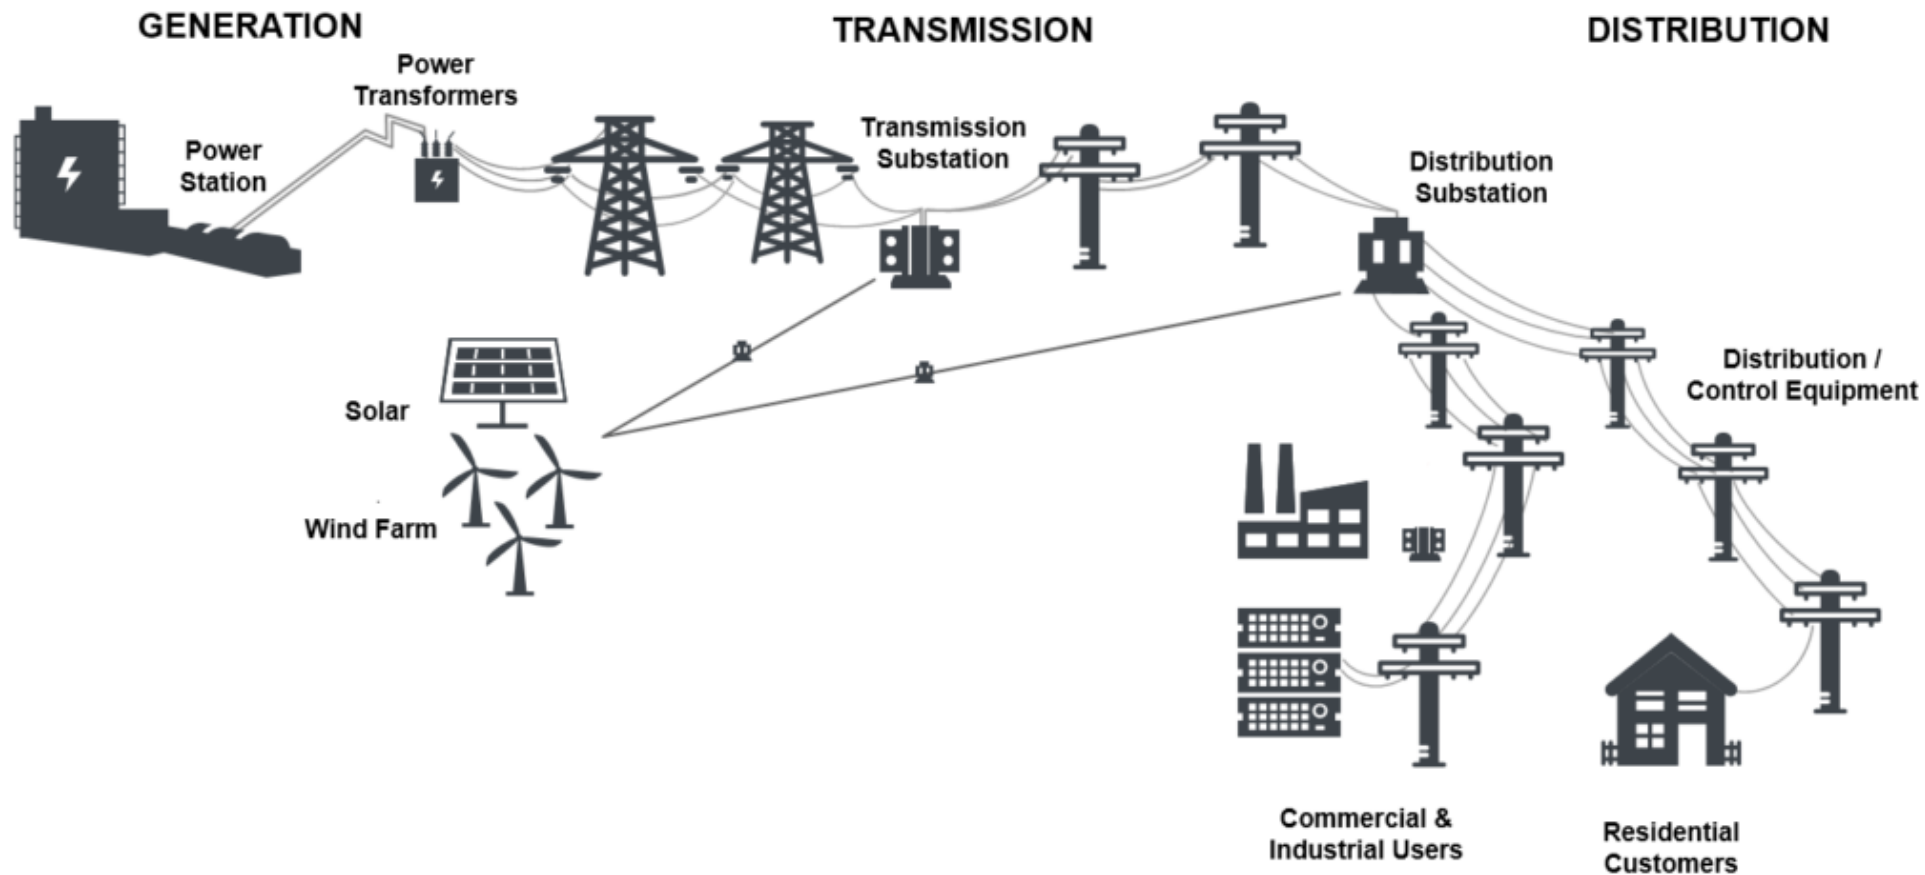 GENERATION
TRANSMISSION
DISTRIBUTION
Power
Transformers
Power
Station
Transmission
Substation
Distribution
Substation
Solar
Wind Farm
Distribution /
Control Equipment
Commercial &
Industrial Users
Residential
Customers